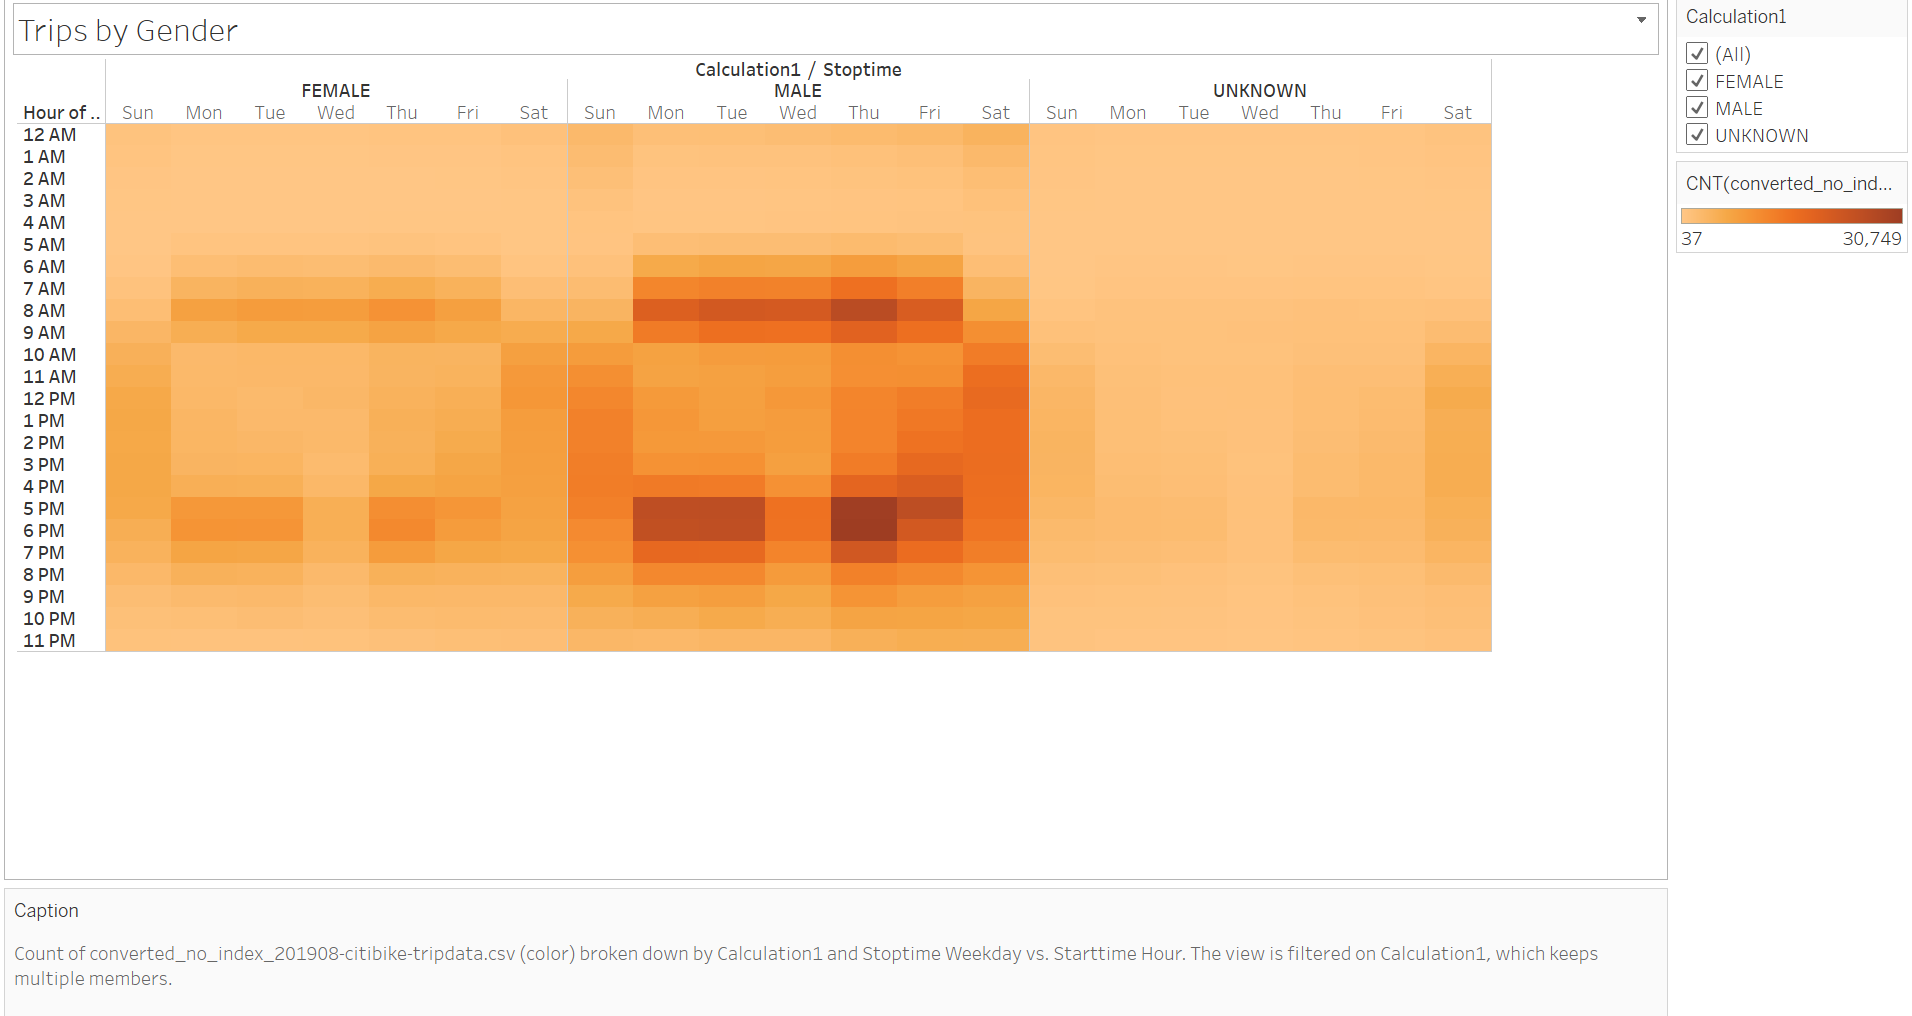 Trips by Gender
Calculation1 / Stoptime
FEMALE MALE UNKNOWN
Hour of .. Sun Mon Tue Wed Thu Fri Sat Sun Mon Tue Wed Thu Fri Sat Sun Mon Tue Wed Thu Fri Sat
12 AM
1 AM
2 AM
3 AM
4 AM
5 AM
6 AM
7 AM
8 AM
9 AM
10 AM
11 AM
12 PM
1 PM
2 PM
3 PM
4 PM
5 PM
6 PM
7 PM
8 PM
9 PM
10 PM
11 PM
Calculation1
(All)
FEMALE
MALE
UNKNOWN
CNT(converted_no_ind...
37 30,749
Caption
Count of converted_no_index_201908-citibike-tripdata.csv (color) broken down by Calculation1 and Stoptime Weekday vs. Starttime Hour. The view is filtered on Calculation1, which keeps
multiple members.